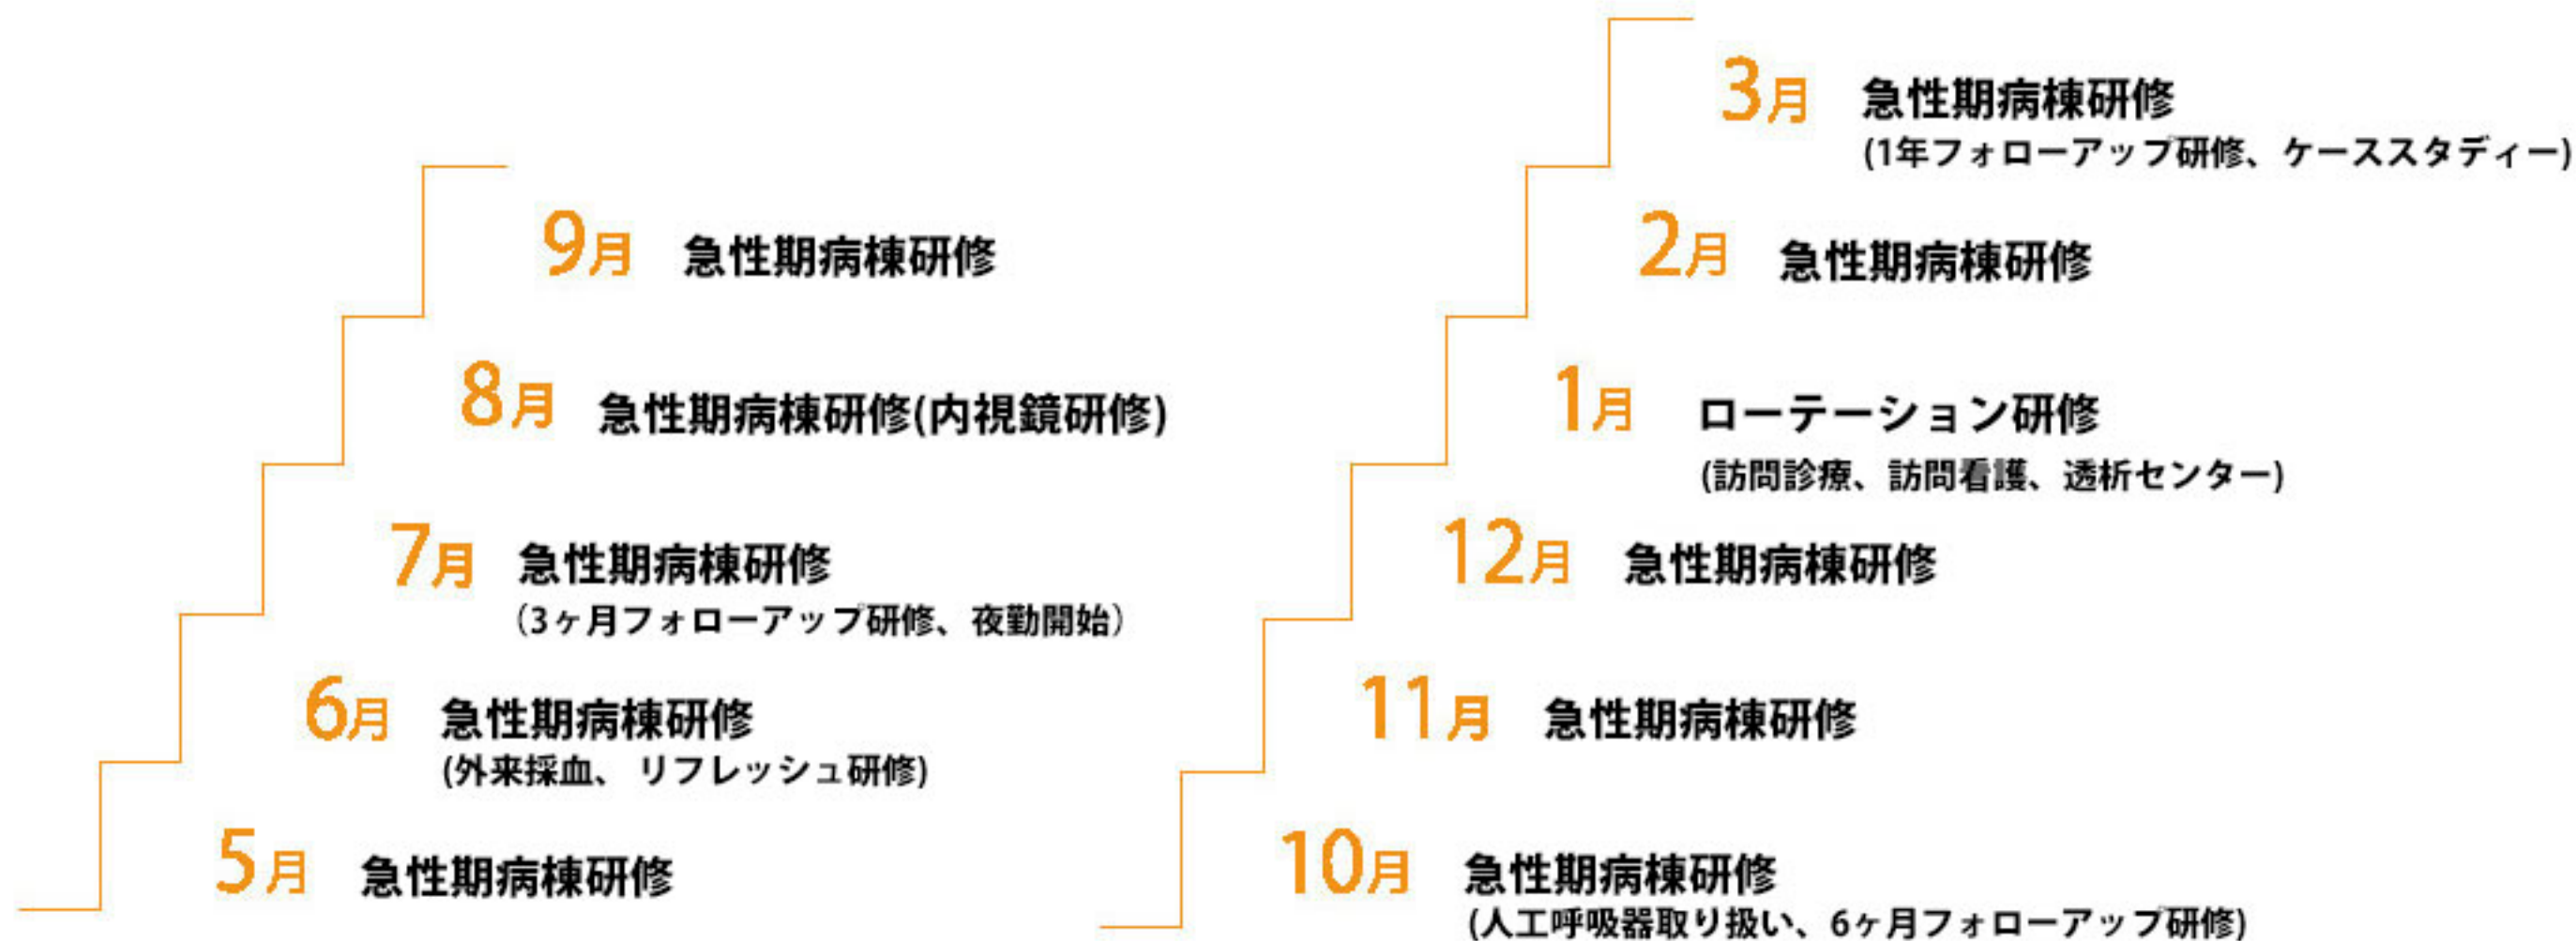 9月 急性期病棟研修
8月 急性期病棟研修(内視鏡研修)
7月 急性期病棟研修
（3ヶ月フォローアップ研修、夜勤開始）
6月 急性期病棟研修
(外来採血、 リフレッシュ研修)
5月 急性期病棟研修
3月 急性期病棟研修
(1年フォローアップ研修、ケーススタディー)
2月 急性期病棟研修
1月 ローテーション研修
(訪問診療、訪問看護、透析センター)
12月 急性期病棟研修
11月 急性期病棟研修
10月 急性期病棟研修
(人工呼吸器取り扱い、6ヶ月フォローアップ研修)